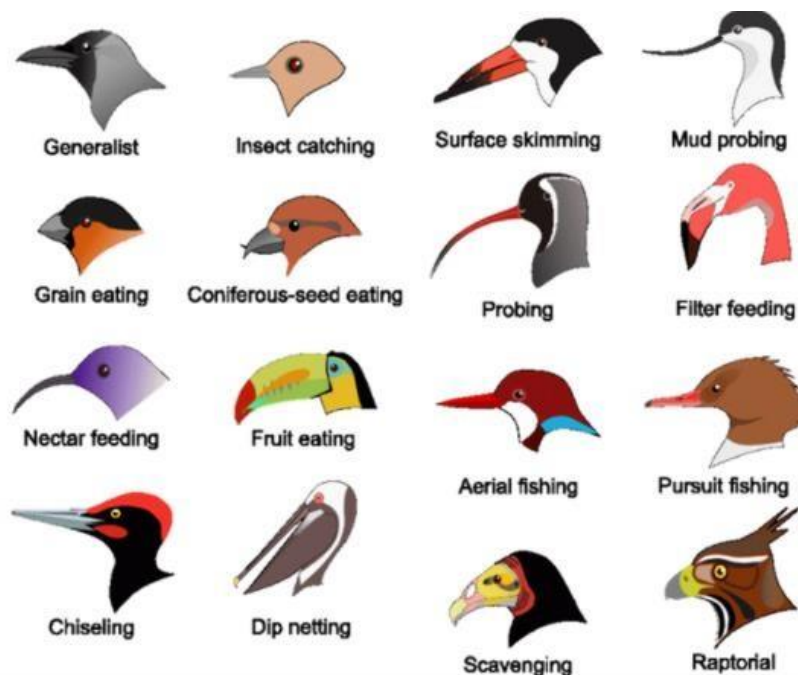 Generalist
Insect catching
Surface skimming
Mud probing
Grain eating
Coniferous-seed eating
Probing
Filter feeding
Nectar feeding
Fruit eating
Aerial fishing
Pursuit fishing
Chiseling
Dip netting
Scavenging
Raptorial